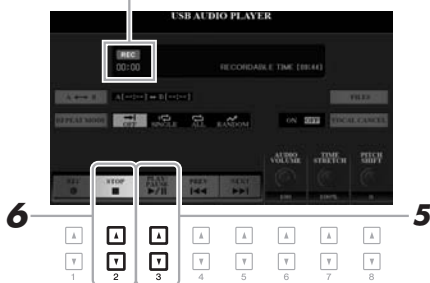 USB AUDIO PLAYER
REC
00:00
RECORDABLE TIME [09:44]
A ⟷ B A[--:--] ↔ B[--:--] FILES
REPEAT MODE OFF SINGLE ALL RANDOM ON OFF VOCAL CANCEL
AUDIO VOLUME TIME STRETCH PITCH SHIFT
REC ● STOP ■ PLAY/PAUSE ▶/❚❚ PREV |◀◀ NEXT ▶▶| 100 100% 0
6 5
1 2 3 4 5 6 7 8